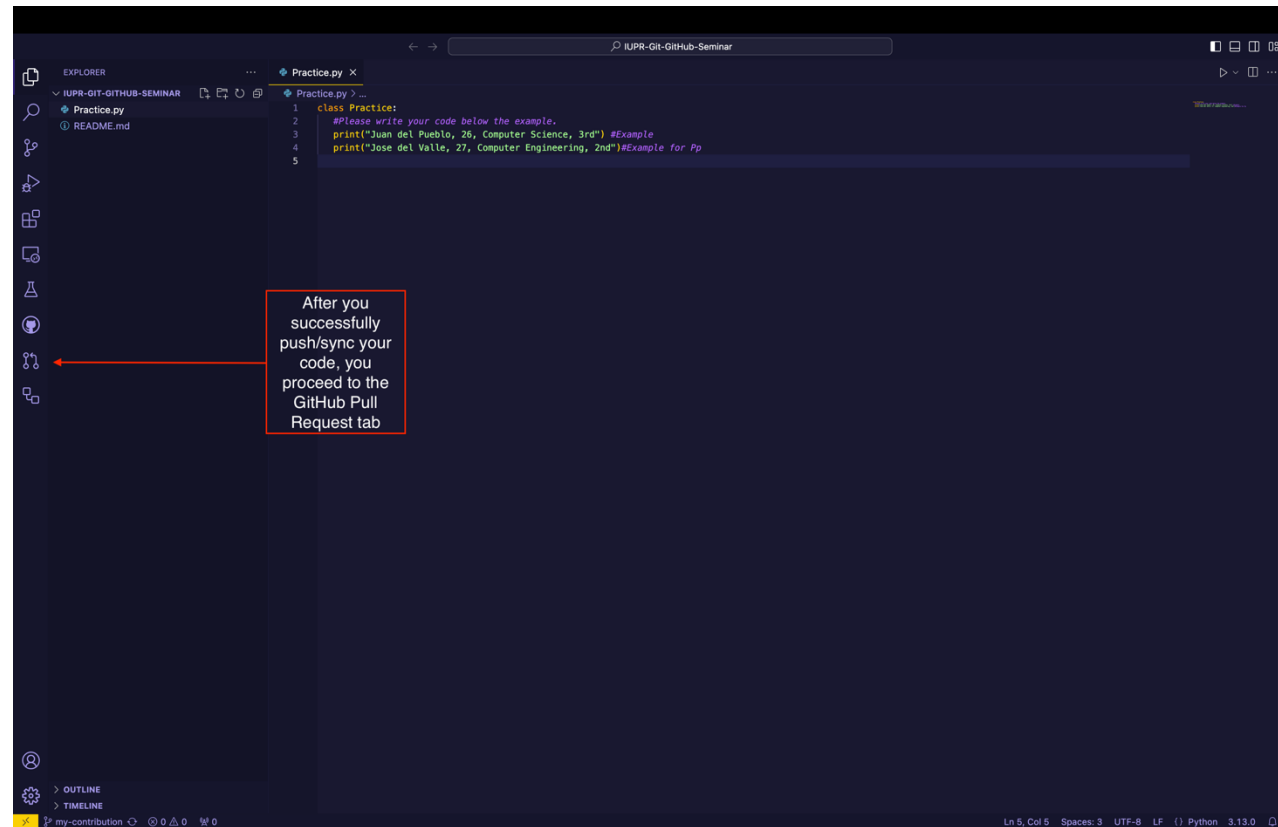 IUPR-Git-GitHub-Seminar
EXPLORER
IUPR-GIT-GITHUB-SEMINAR
Practice.py
README.md
Practice.py
Practice.py > ...
1 class Practice:
2 #Please write your code below the example.
3 print("Juan del Pueblo, 26, Computer Science, 3rd") #Example
4 print("Jose del Valle, 27, Computer Engineering, 2nd")#Example for Pp
5
After you
successfully
push/sync your
code, you
proceed to the
GitHub Pull
Request tab
OUTLINE
TIMELINE
my-contribution 0 0 0 Ln 5, Col 5 Spaces: 3 UTF-8 LF {} Python 3.13.0